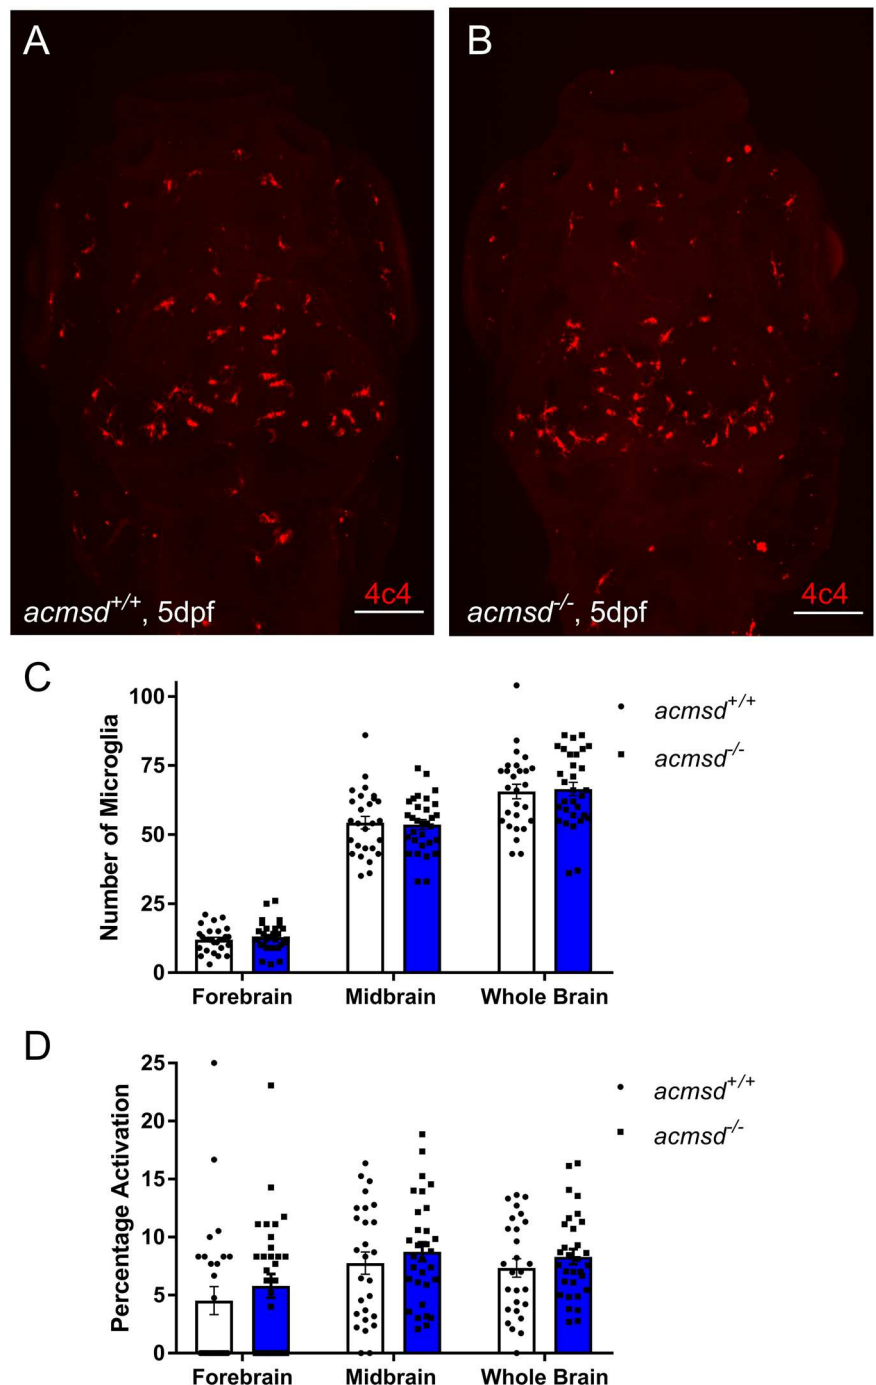 A
B
4c4
4c4
acmsd+/+, 5dpf
acmsd-/-, 5dpf
C
Number of Microglia
100
75
50
25
0
acmsd+/+
acmsd-/-
Forebrain
Midbrain
Whole Brain
D
Percentage Activation
25
20
15
10
5
0
acmsd+/+
acmsd-/-
Forebrain
Midbrain
Whole Brain